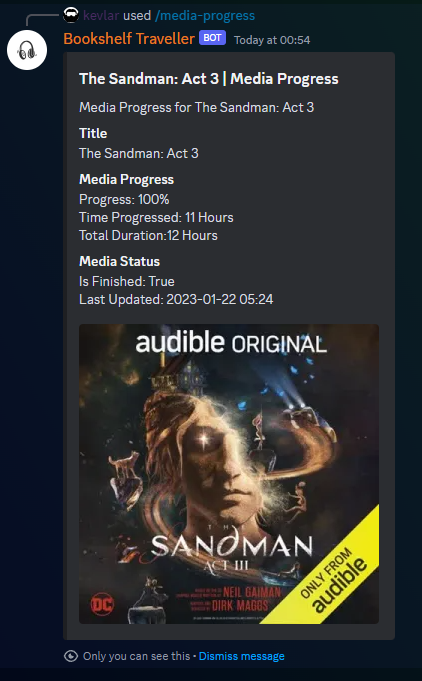 kevlar used /media-progress
Bookshelf Traveller BOT Today at 00:54
The Sandman: Act 3 | Media Progress
Media Progress for The Sandman: Act 3
Title
The Sandman: Act 3
Media Progress
Progress: 100%
Time Progressed: 11 Hours
Total Duration:12 Hours
Media Status
Is Finished: True
Last Updated: 2023-01-22 05:24
audible ORIGINAL
THE
SANDMAN
ACT III
NEIL GAIMAN
DIRK MAGGS
DC
ONLY FROM
audible
Only you can see this • Dismiss message